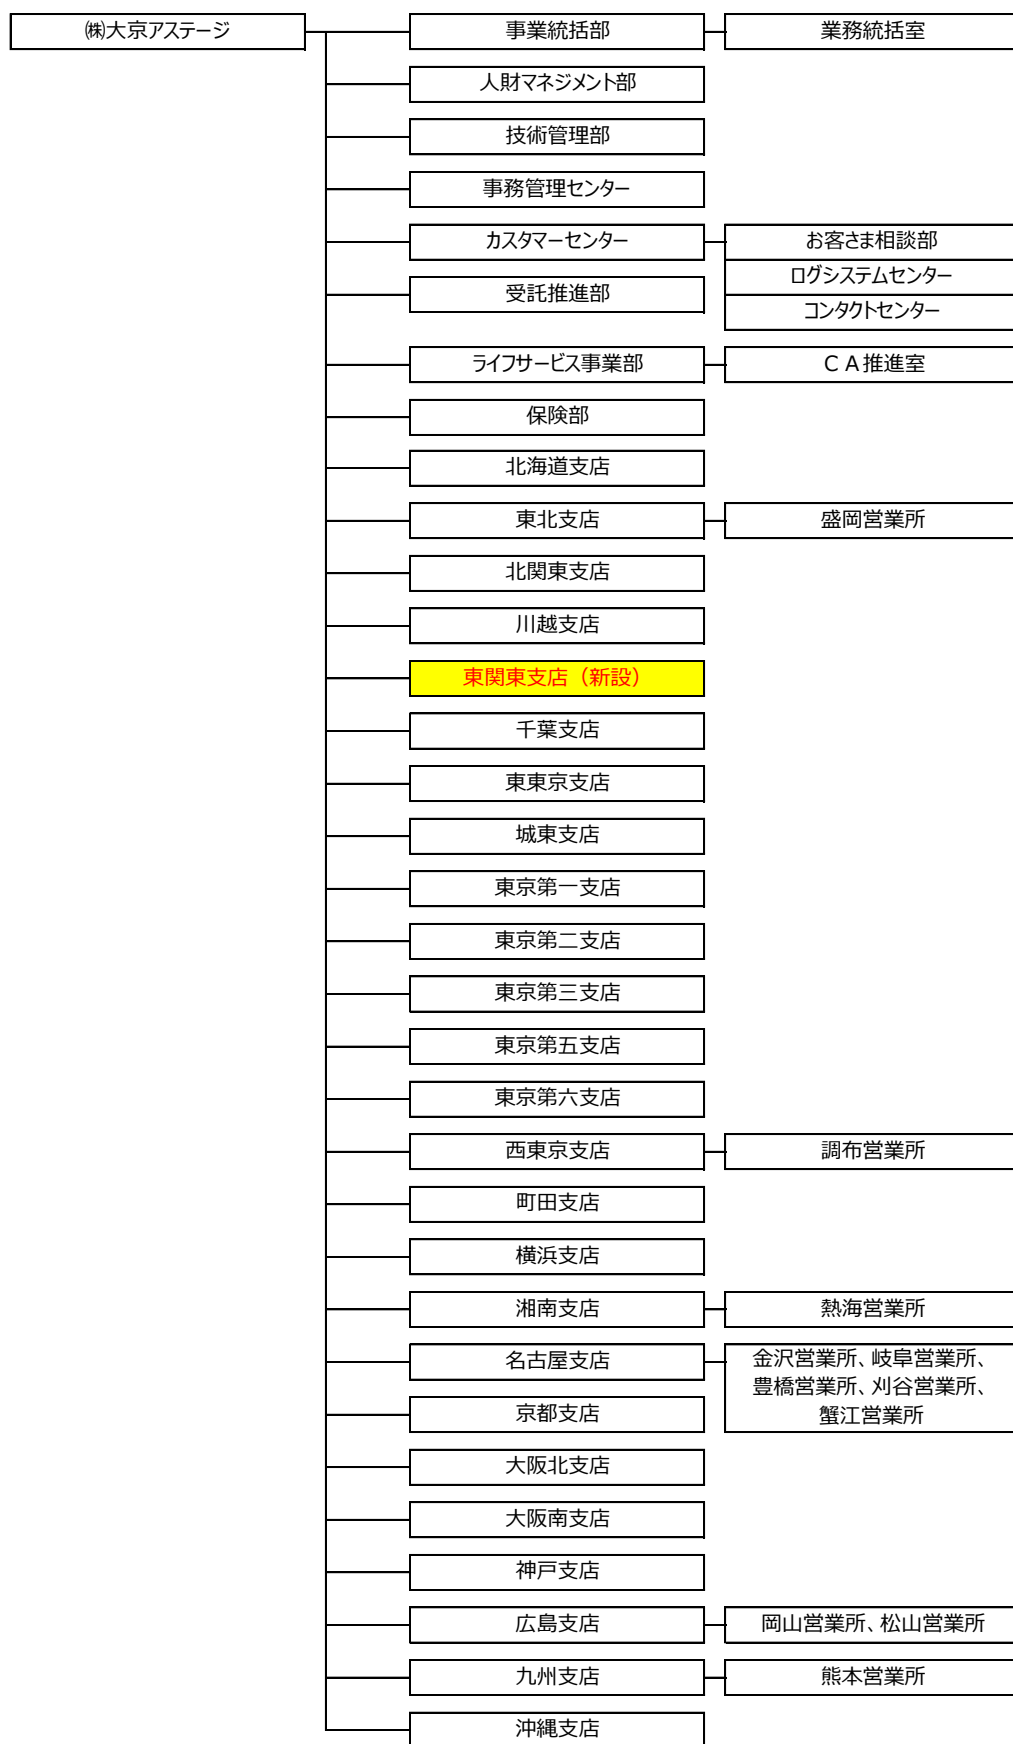 ㈱大京アステージ
事業統括部
業務統括室
人財マネジメント部
技術管理部
事務管理センター
カスタマーセンター
お客さま相談部
ログシステムセンター
受託推進部
コンタクトセンター
ライフサービス事業部
ＣＡ推進室
保険部
北海道支店
東北支店
盛岡営業所
北関東支店
川越支店
東関東支店（新設）
千葉支店
東東京支店
城東支店
東京第一支店
東京第二支店
東京第三支店
東京第五支店
東京第六支店
西東京支店
調布営業所
町田支店
横浜支店
湘南支店
熱海営業所
名古屋支店
金沢営業所、岐阜営業所、
豊橋営業所、刈谷営業所、
蟹江営業所
京都支店
大阪北支店
大阪南支店
神戸支店
広島支店
岡山営業所、松山営業所
九州支店
熊本営業所
沖縄支店